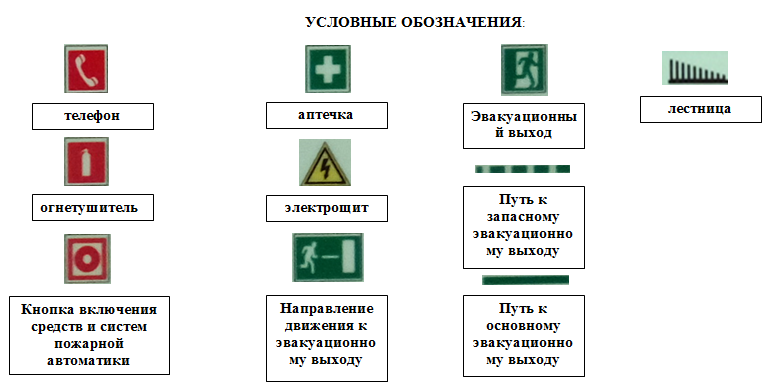 УСЛОВНЫЕ ОБОЗНАЧЕНИЯ:
телефон
аптечка
Эвакуационны
й выход
лестница
огнетушитель
электрощит
Путь к
запасному
эвакуационно
му выходу
Кнопка включения
средств и систем
пожарной
автоматики
Направление
движения к
эвакуационно
му выходу
Путь к
основному
эвакуационно
му выходу